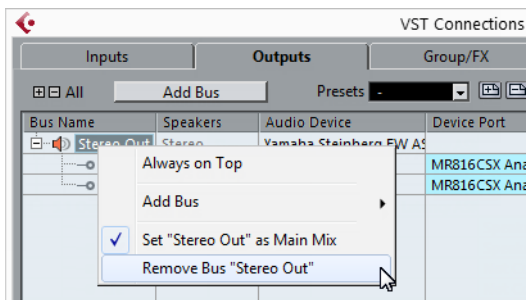 VST Connections
Inputs Outputs Group/FX
All Add Bus Presets -
Bus Name Speakers Audio Device Device Port
Stereo Out Stereo Yamaha Steinberg FW AS
Always on Top MR816CSX Ana
MR816CSX Ana
Add Bus
Set "Stereo Out" as Main Mix
Remove Bus "Stereo Out"